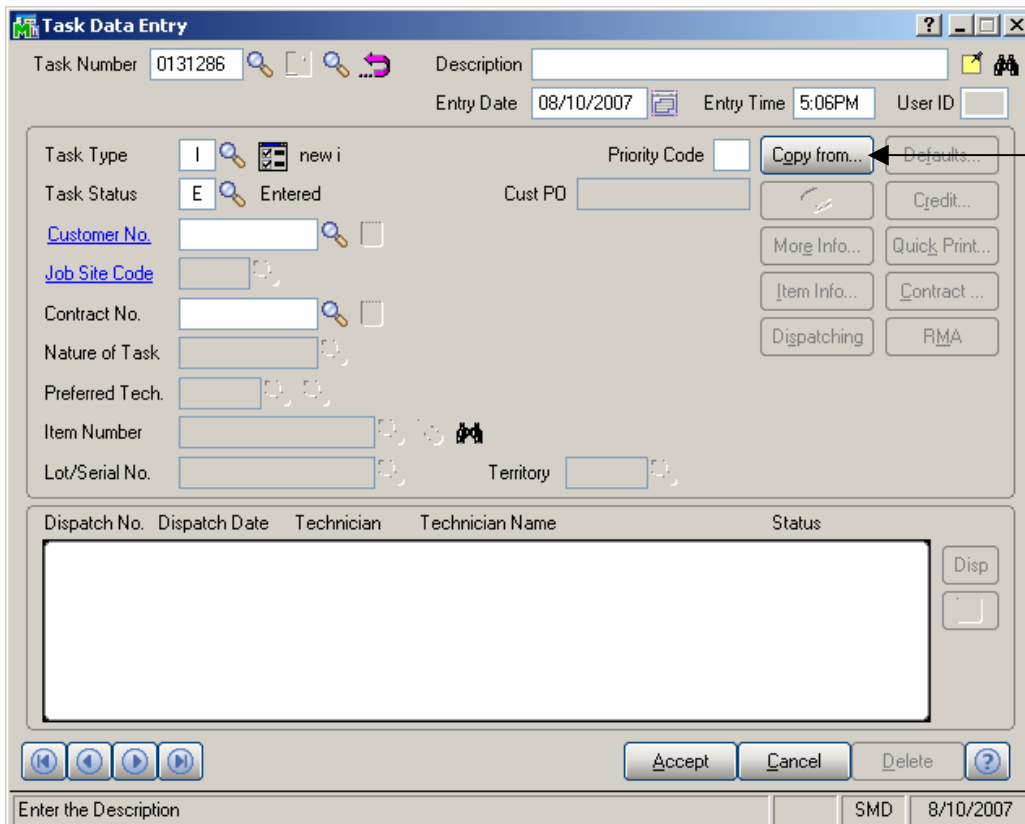 Task Data Entry
Task Number 0131286 Description
Entry Date 08/10/2007 Entry Time 5:06PM User ID
Task Type I new i Priority Code Copy from... Defaults...
Task Status E Entered Cust PO Credit...
Customer No. More Info... Quick Print...
Job Site Code
Contract No. Item Info... Contract ...
Nature of Task Dispatching RMA
Preferred Tech.
Item Number
Lot/Serial No. Territory
Dispatch No. Dispatch Date Technician Technician Name Status
Disp
Accept Cancel Delete
Enter the Description SMD 8/10/2007